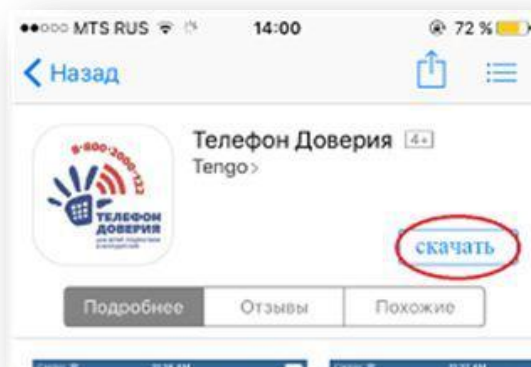 MTS RUS 14:00 72 %
Назад
8-800-2000-122
ТЕЛЕФОН
ДОВЕРИЯ
Телефон Доверия 4+
Tengo >
скачать
Подробнее Отзывы Похожие